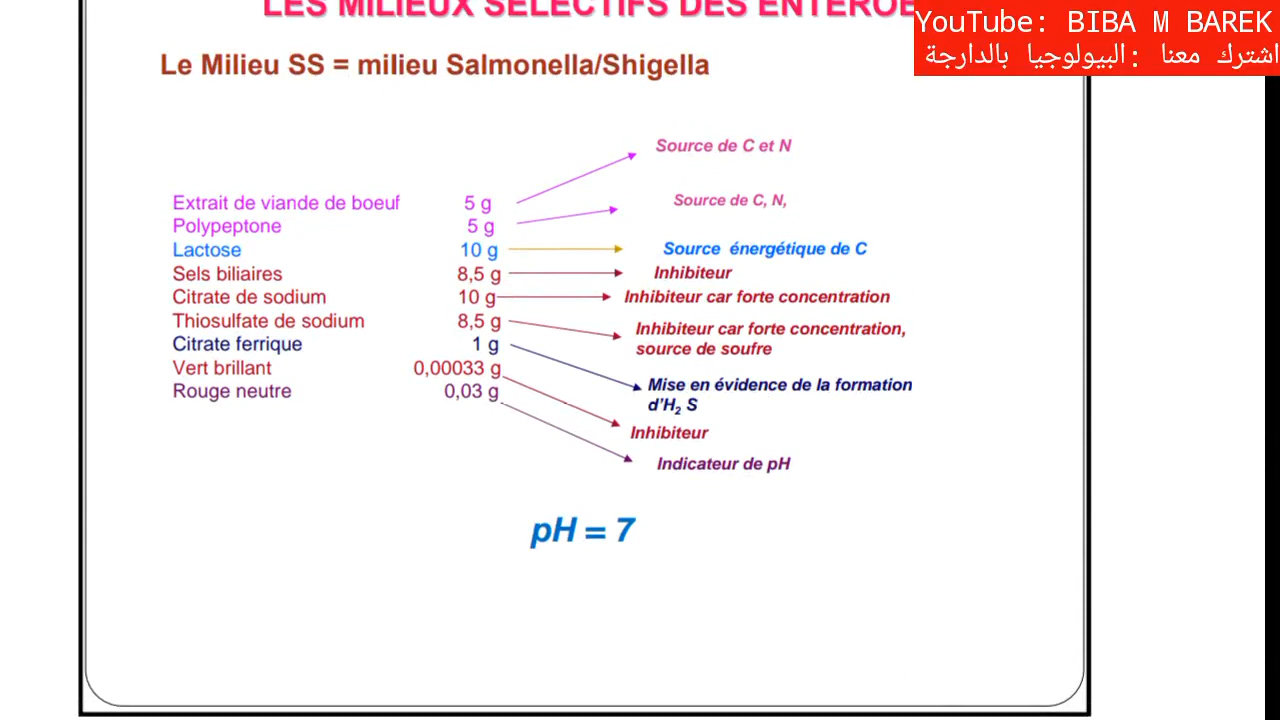 LES MILIEUX SELECTIFS DES
YouTube: BIBA M BAREK
اشترك معنا :البيولوجيا بالدارجة
Le Milieu SS = milieu Salmonella/Shigella
Source de C et N
Extrait de viande de boeuf 5 g
Source de C, N,
Polypeptone 5 g
Lactose 10 g Source énergétique de C
Sels biliaires 8,5 g Inhibiteur
Citrate de sodium 10 g Inhibiteur car forte concentration
Thiosulfate de sodium 8,5 g Inhibiteur car forte concentration,
source de soufre
Citrate ferrique 1 g
Vert brillant 0,00033 g
Mise en évidence de la formation
Rouge neutre 0,03 g
d'H₂ S
Inhibiteur
Indicateur de pH
pH = 7